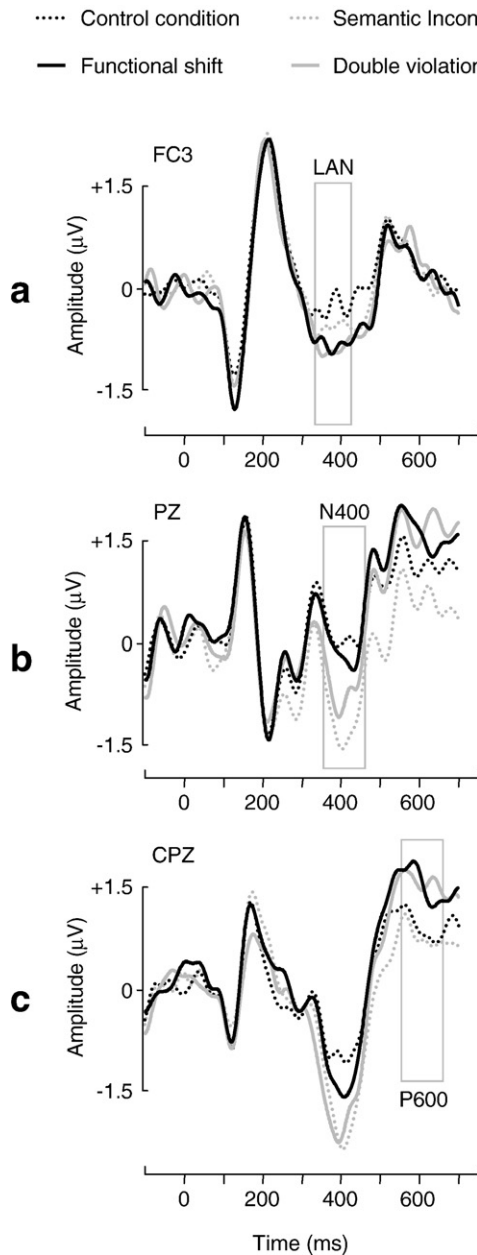 Control condition
Semantic Incon
Functional shift
Double violation
a
FC3
LAN
Amplitude (μV)
+1.5
0
-1.5
0 200 400 600
b
PZ
N400
Amplitude (μV)
+1.5
0
-1.5
0 200 400 600
c
CPZ
P600
Amplitude (μV)
+1.5
0
-1.5
0 200 400 600
Time (ms)